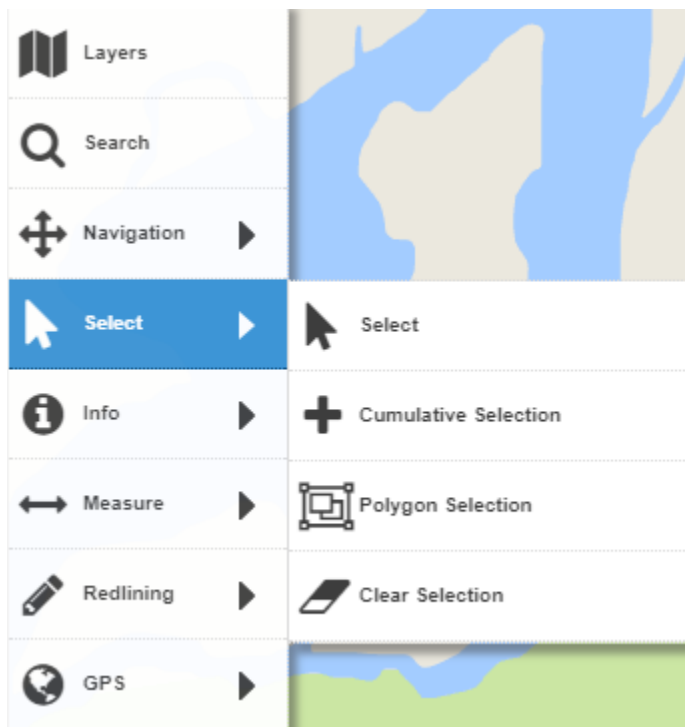 Layers
Search
Navigation
Select
Info
Measure
Redlining
GPS
Select
Cumulative Selection
Polygon Selection
Clear Selection